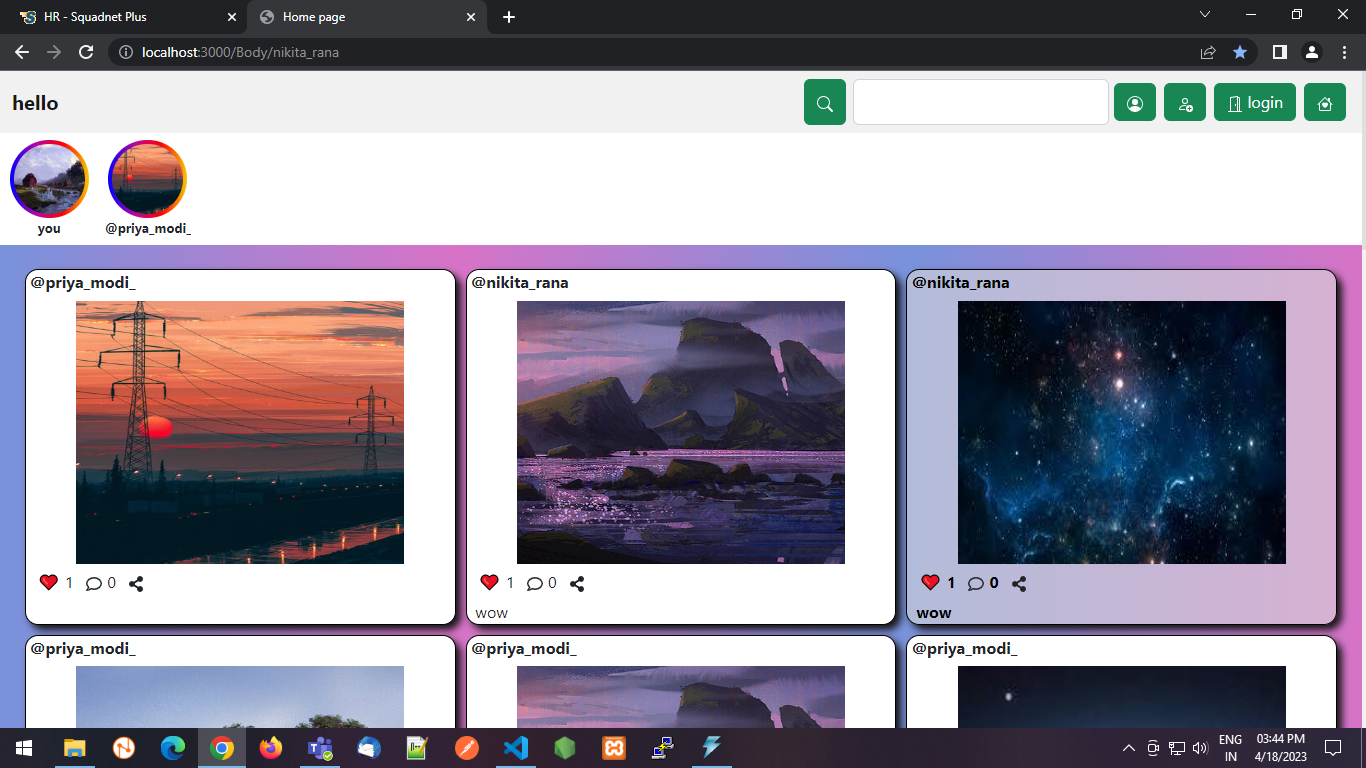 HR - Squadnet Plus
Home page
localhost:3000/Body/nikita_rana
hello
login
you
@priya_modi_
@priya_modi_
@nikita_rana
@nikita_rana
1 0
1 0
1 0
wow
wow
@priya_modi_
@priya_modi_
@priya_modi_
ENG
IN
03:44 PM
4/18/2023